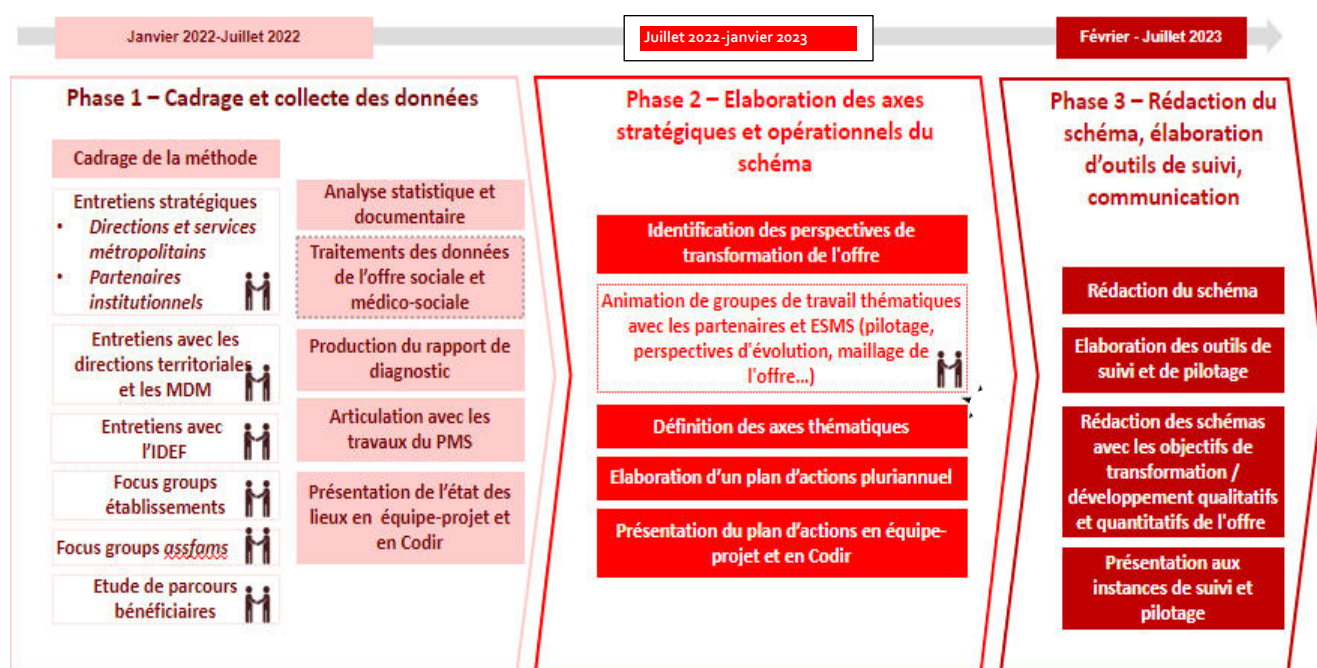 Janvier 2022-Juillet 2022
Juillet 2022-janvier 2023
Février - Juillet 2023
Phase 1 – Cadrage et collecte des données
Cadrage de la méthode
Entretiens stratégiques
• Directions et services
métropolitains
• Partenaires
institutionnels
Entretiens avec les
directions territoriales
et les MDM
Entretiens avec
l'IDEF
Focus groups
établissements
Focus groups assfams
Etude de parcours
bénéficiaires
Analyse statistique et
documentaire
Traitements des données
de l'offre sociale et
médico-sociale
Production du rapport de
diagnostic
Articulation avec les
travaux du PMS
Présentation de l'état des
lieux en équipe-projet et
en Codir
Phase 2 – Elaboration des axes
stratégiques et opérationnels du
schéma
Identification des perspectives de
transformation de l'offre
Animation de groupes de travail thématiques
avec les partenaires et ESMS (pilotage,
perspectives d'évolution, maillage de
l'offre...)
Définition des axes thématiques
Elaboration d'un plan d'actions pluriannuel
Présentation du plan d'actions en équipe-
projet et en Codir
Phase 3 – Rédaction du
schéma, élaboration
d'outils de suivi,
communication
Rédaction du schéma
Elaboration des outils de
suivi et de pilotage
Rédaction des schémas
avec les objectifs de
transformation /
développement qualitatifs
et quantitatifs de l'offre
Présentation aux
instances de suivi et
pilotage